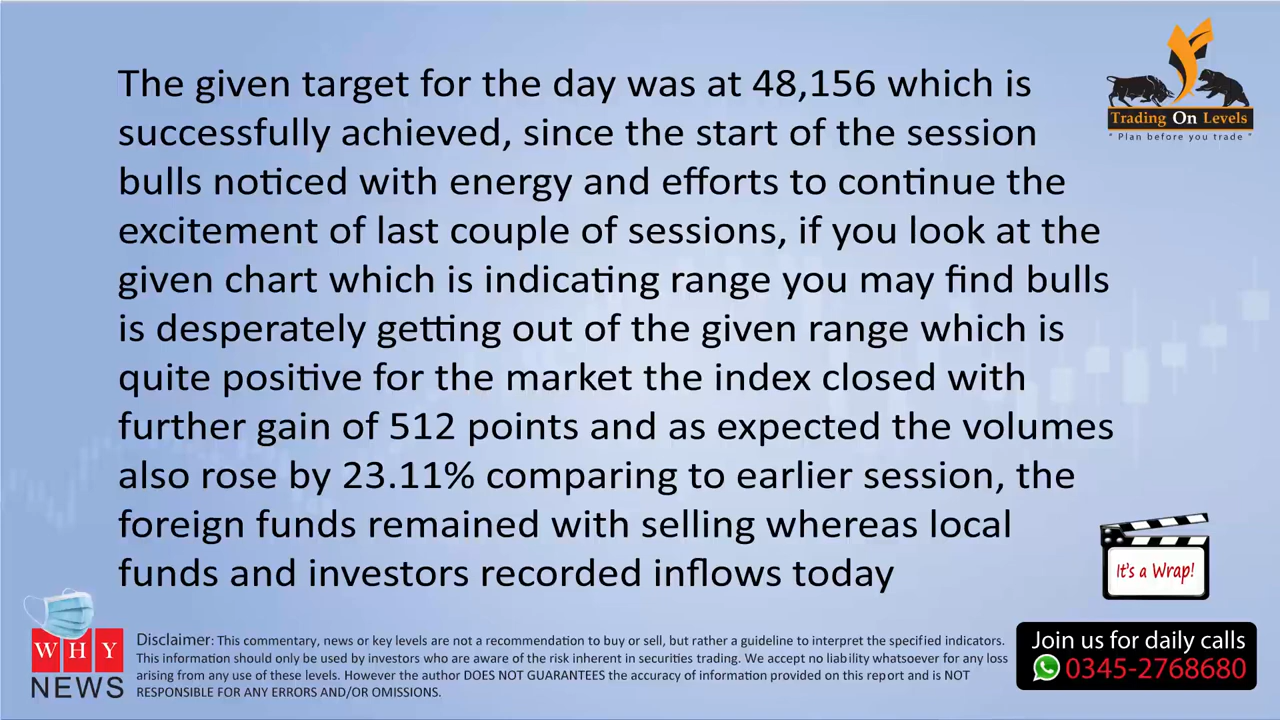 The given target for the day was at 48,156 which is
successfully achieved, since the start of the session
bulls noticed with energy and efforts to continue the
excitement of last couple of sessions, if you look at the
given chart which is indicating range you may find bulls
is desperately getting out of the given range which is
quite positive for the market the index closed with
further gain of 512 points and as expected the volumes
also rose by 23.11% comparing to earlier session, the
foreign funds remained with selling whereas local
funds and investors recorded inflows today
Trading On Levels
" Plan before you trade "
It's a Wrap!
WHY
NEWS
Disclaimer: This commentary, news or key levels are not a recommendation to buy or sell, but rather a guideline to interpret the specified indicators.
This information should only be used by investors who are aware of the risk inherent in securities trading. We accept no liability whatsoever for any loss
arising from any use of these levels. However the author DOES NOT GUARANTEES the accuracy of information provided on this report and is NOT
RESPONSIBLE FOR ANY ERRORS AND/OR OMISSIONS.
Join us for daily calls
0345-2768680